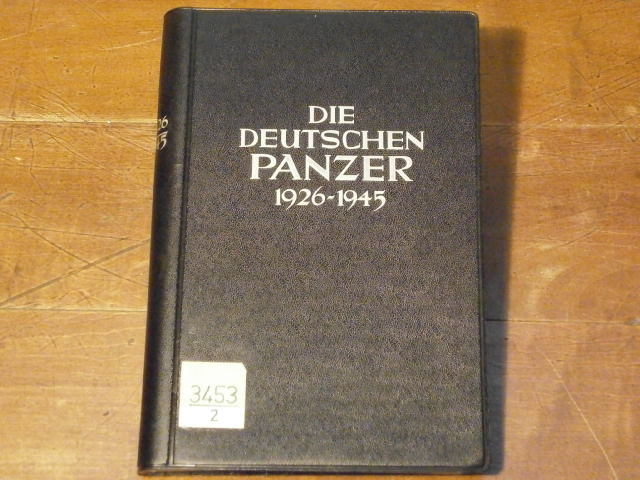 DIE
DEUTSCHEN
PANZER
1926-1945
3453
2